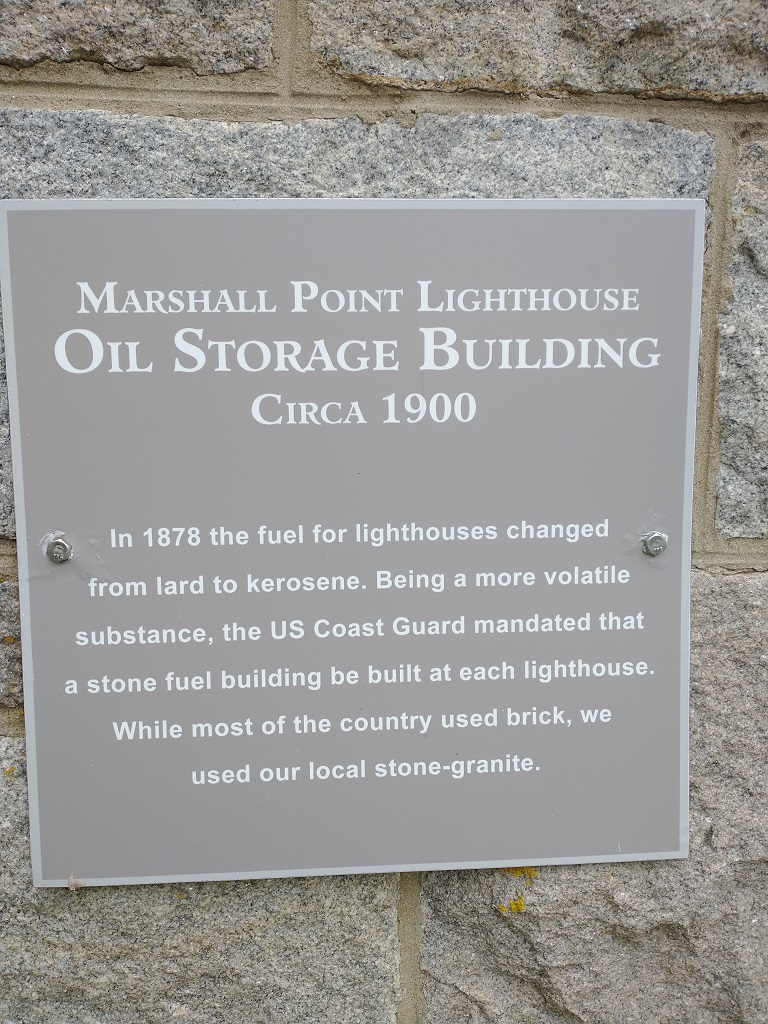 Marshall Point Lighthouse
Oil Storage Building
Circa 1900
In 1878 the fuel for lighthouses changed
from lard to kerosene. Being a more volatile
substance, the US Coast Guard mandated that
a stone fuel building be built at each lighthouse.
While most of the country used brick, we
used our local stone-granite.